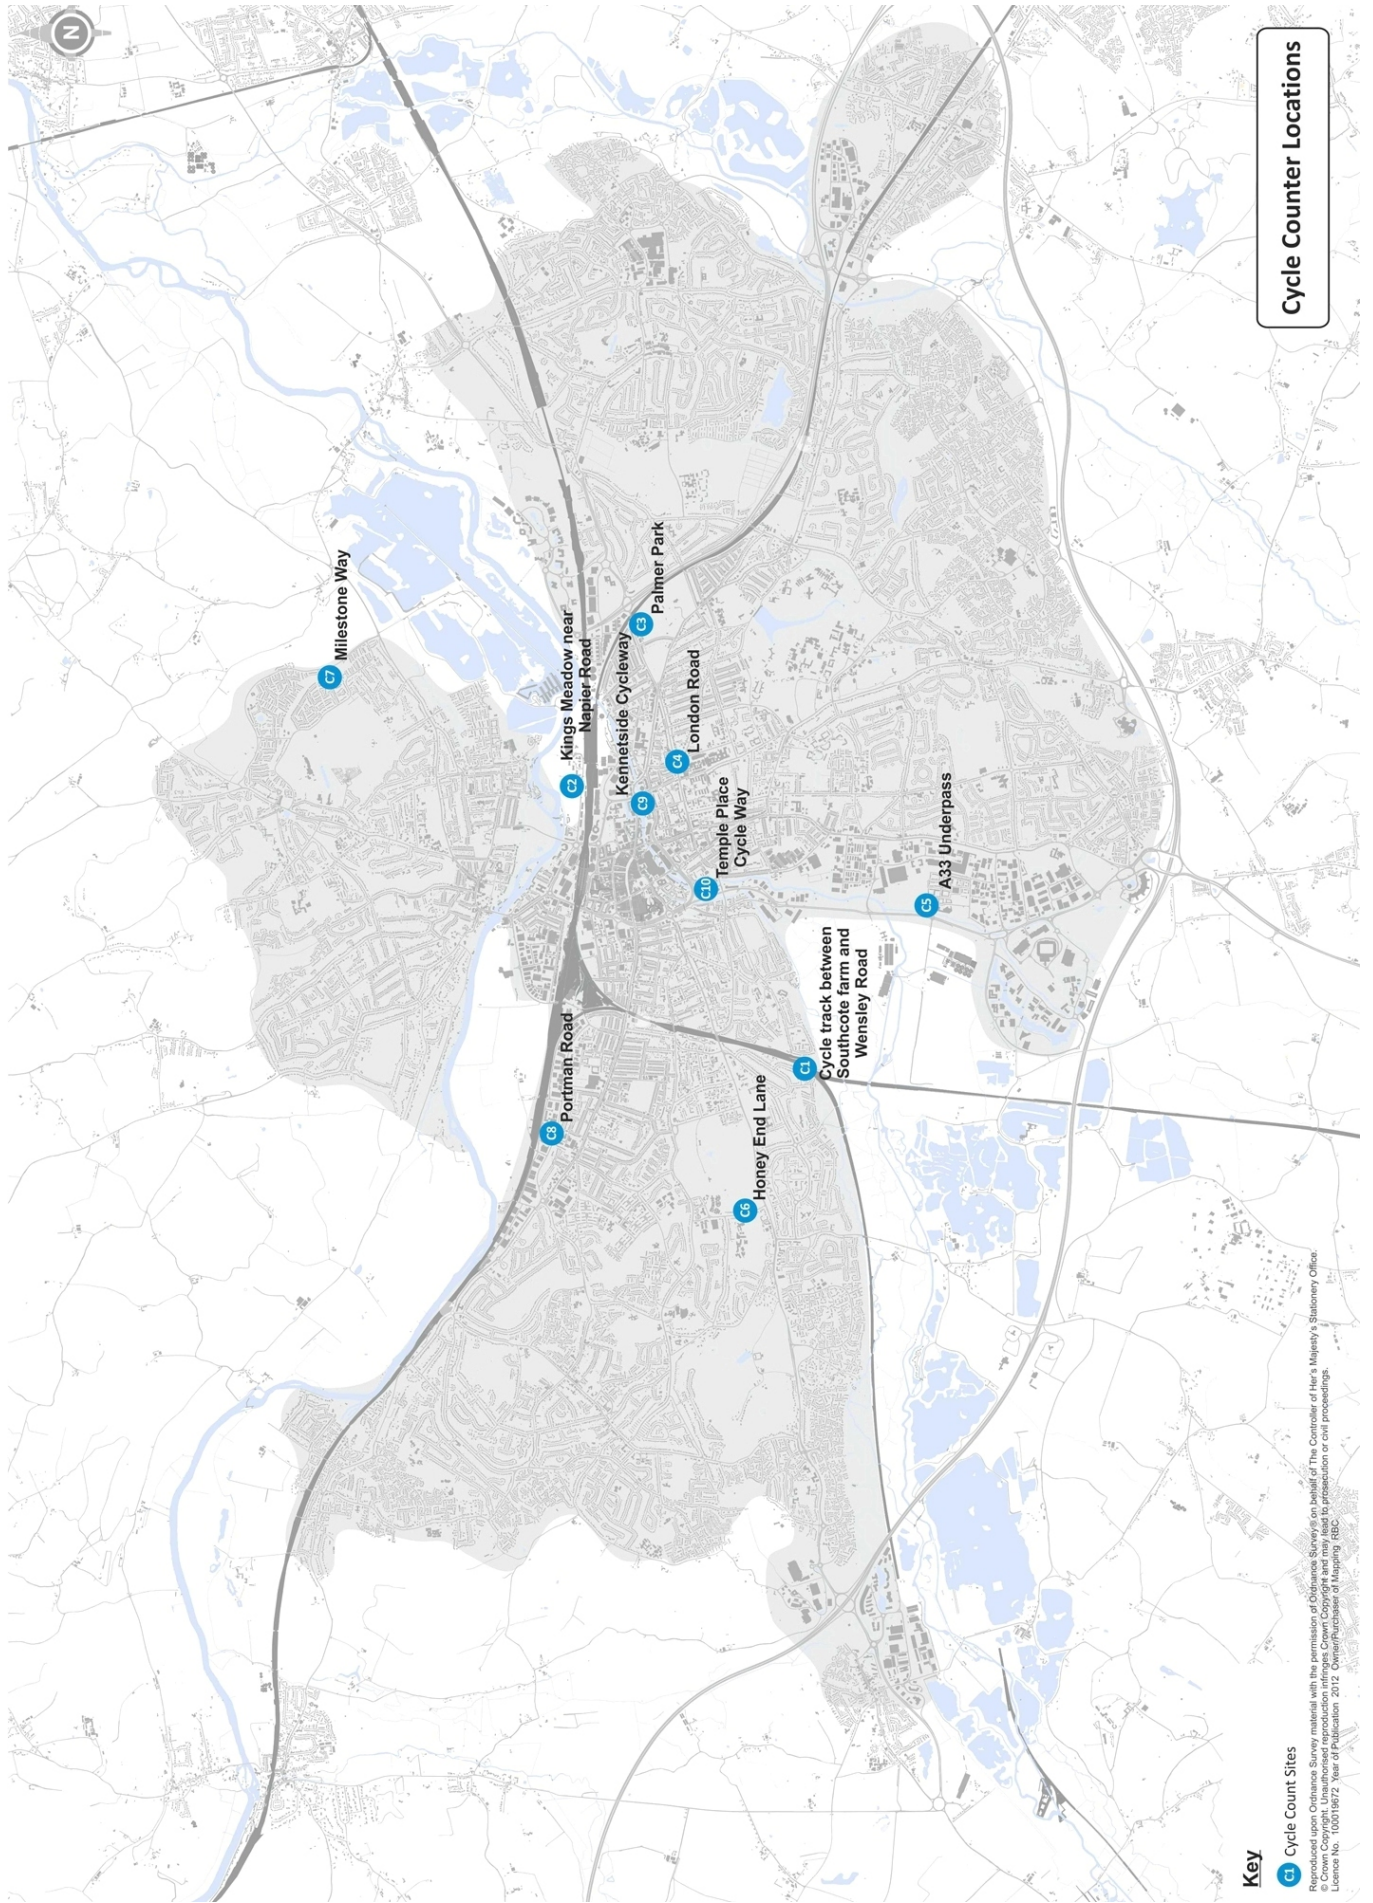 N
Cycle Counter Locations
C7
Milestone Way
C2
Kings Meadow near
Napier Road
C3
Palmer Park
C9
Kennetside Cycleway
C4
London Road
C10
Temple Place
Cycle Way
C5
A33 Underpass
C8
Portman Road
C1
Cycle track between
Southcote farm and
Wensley Road
C6
Honey End Lane
Key
C1 Cycle Count Sites
Reproduced upon Ordnance Survey material with the permission of Ordnance Survey® on behalf of The Controller of Her's Majesty's Stationery Office.
© Crown Copyright. Unauthorised reproduction infringes Crown Copyright and may lead to prosecution or civil proceedings.
Licence No. 100019672 Year of Publication 2012 Owner/Purchaser of Mapping RBC